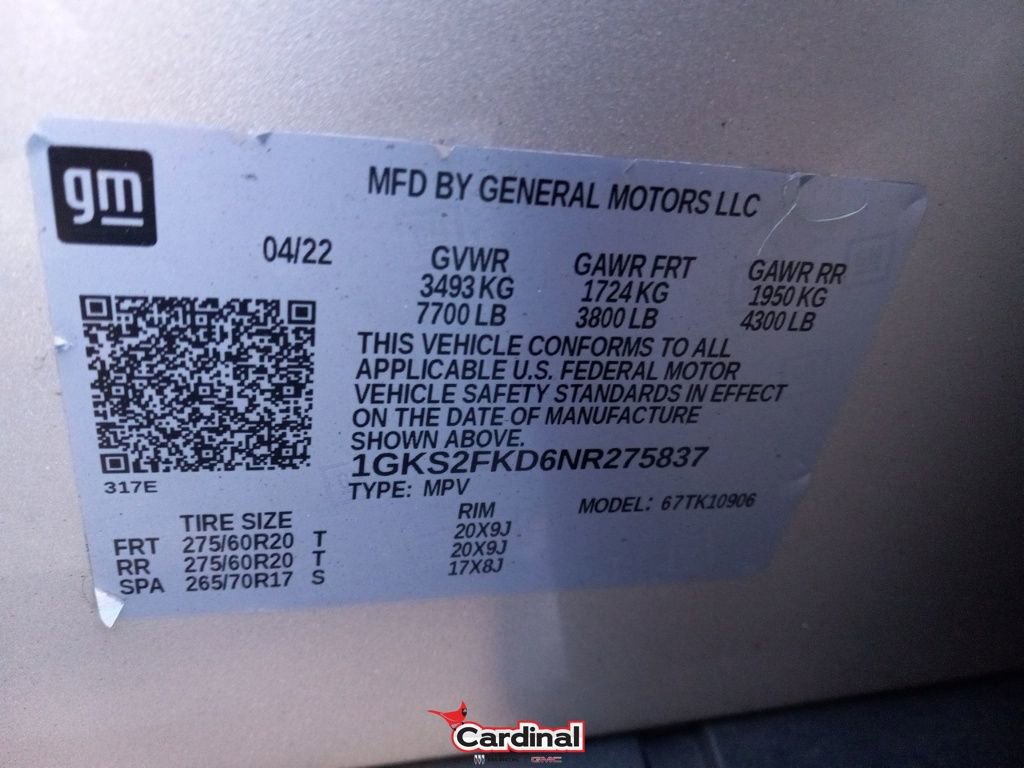 gm
MFD BY GENERAL MOTORS LLC
04/22 GVWR GAWR FRT GAWR RR
3493 KG 1724 KG 1950 KG
7700 LB 3800 LB 4300 LB
THIS VEHICLE CONFORMS TO ALL
APPLICABLE U.S. FEDERAL MOTOR
VEHICLE SAFETY STANDARDS IN EFFECT
ON THE DATE OF MANUFACTURE
SHOWN ABOVE.
1GKS2FKD6NR275837
317E
TYPE: MPV MODEL: 67TK10906
TIRE SIZE RIM
FRT 275/60R20 T 20X9J
RR 275/60R20 T 20X9J
SPA 265/70R17 S 17X8J
Cardinal
BUICK GMC